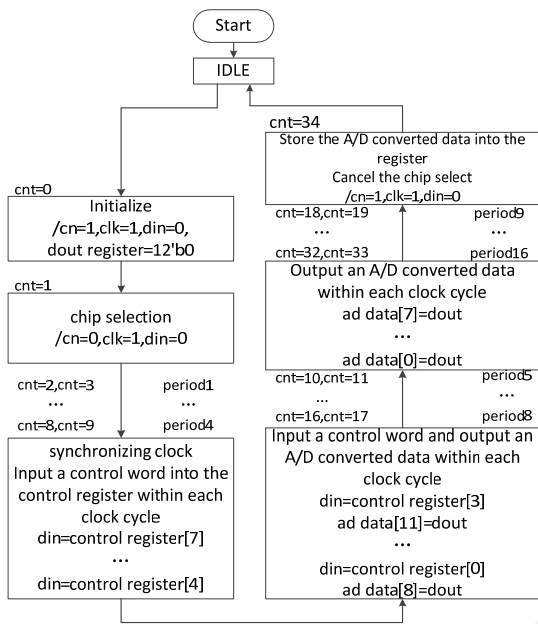 Start
IDLE
cnt=0
Initialize
/cn=1,clk=1,din=0,
dout register=12'b0
cnt=1
chip selection
/cn=0,clk=1,din=0
cnt=2,cnt=3 period1
... ...
cnt=8,cnt=9 period4
synchronizing clock
Input a control word into the
control register within each
clock cycle
din=control register[7]
...
din=control register[4]
cnt=34
Store the A/D converted data into the
register
Cancel the chip select
/cn=1,clk=1,din=0
cnt=18,cnt=19 period9
... ...
cnt=32,cnt=33 period16
Output an A/D converted data
within each clock cycle
ad data[7]=dout
...
ad data[0]=dout
cnt=10,cnt=11 period5
... ...
cnt=16,cnt=17 period8
Input a control word and output an
A/D converted data within each
clock cycle
din=control register[3]
ad data[11]=dout
...
din=control register[0]
ad data[8]=dout